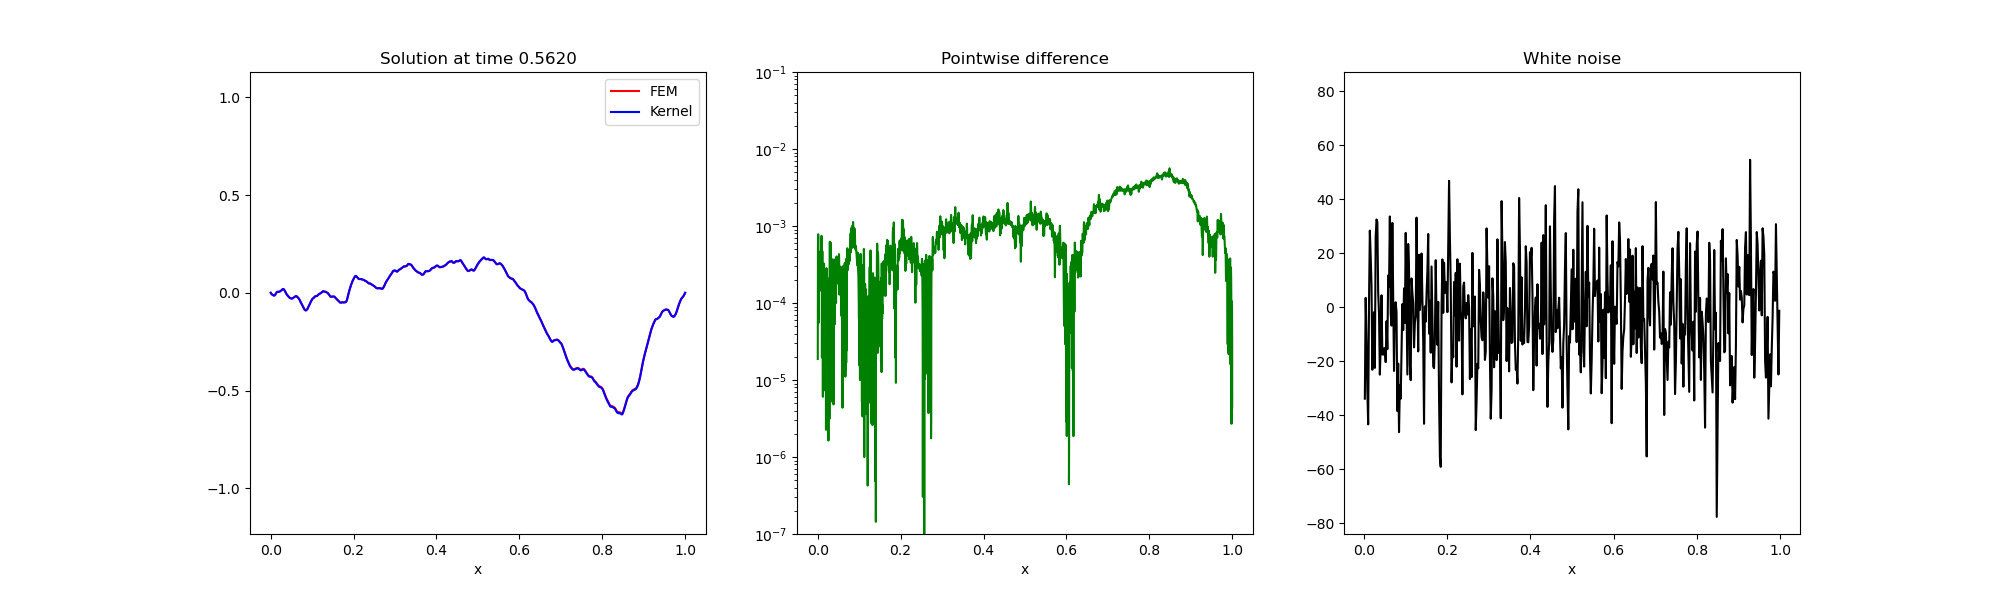 Solution at time 0.5620
1.0
0.5
0.0
−0.5
−1.0
0.0 0.2 0.4 0.6 0.8 1.0
x
FEM
Kernel
Pointwise difference
10⁻¹
10⁻²
10⁻³
10⁻⁴
10⁻⁵
10⁻⁶
10⁻⁷
0.0 0.2 0.4 0.6 0.8 1.0
x
White noise
80
60
40
20
0
−20
−40
−60
−80
0.0 0.2 0.4 0.6 0.8 1.0
x